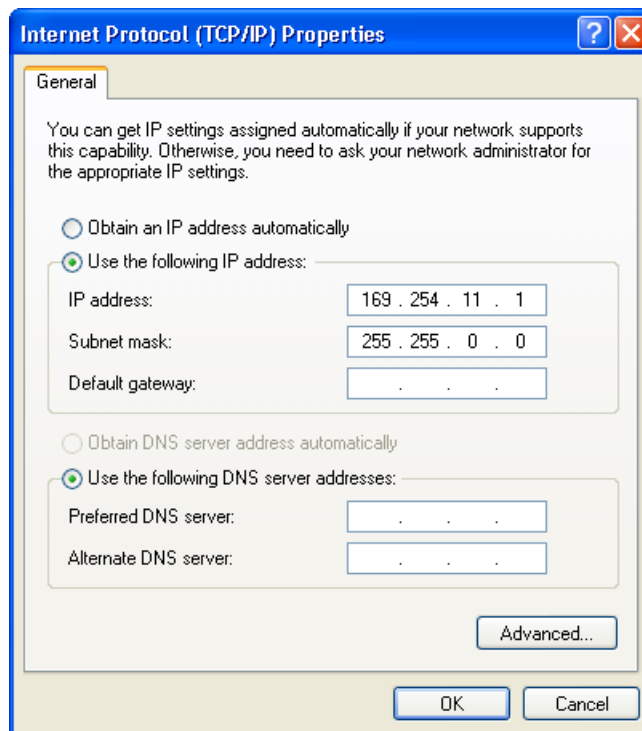 Internet Protocol (TCP/IP) Properties
General
You can get IP settings assigned automatically if your network supports
this capability. Otherwise, you need to ask your network administrator for
the appropriate IP settings.
Obtain an IP address automatically
Use the following IP address:
IP address: 169 . 254 . 11 . 1
Subnet mask: 255 . 255 . 0 . 0
Default gateway: . . .
Obtain DNS server address automatically
Use the following DNS server addresses:
Preferred DNS server: . . .
Alternate DNS server: . . .
Advanced...
OK Cancel